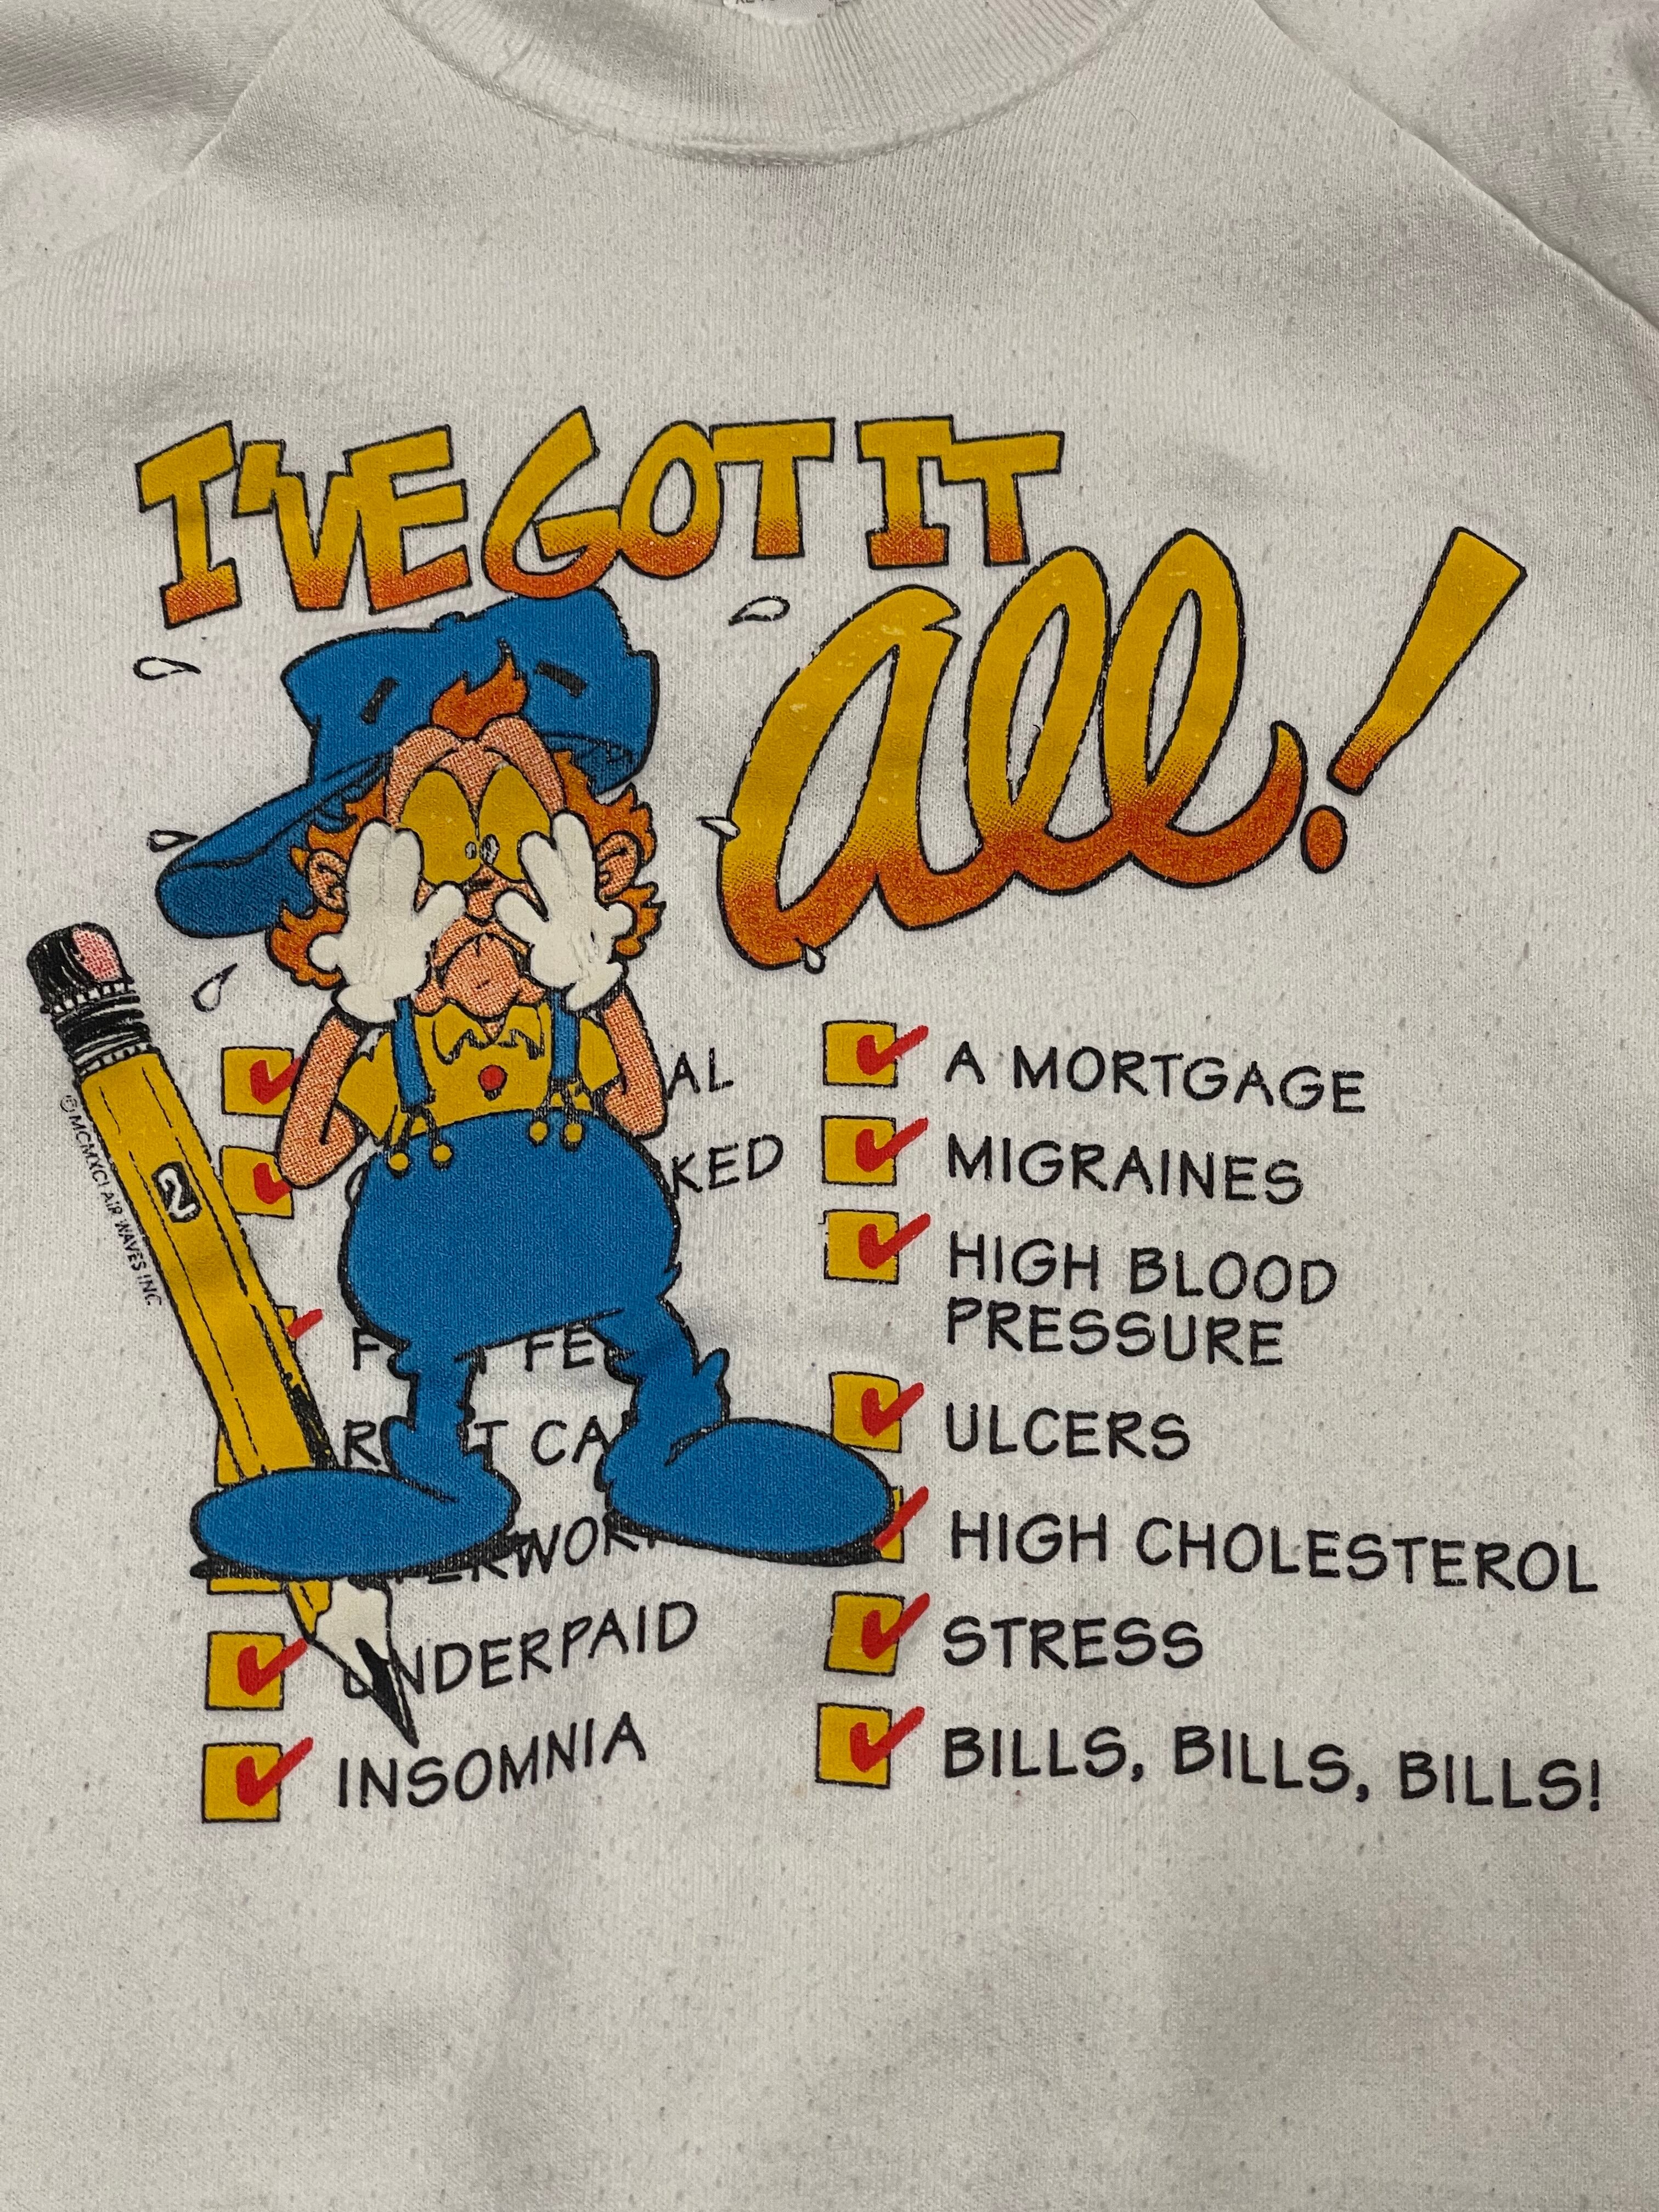 I'VE GOT IT
all!
UNDERPAID
INSOMNIA
A MORTGAGE
MIGRAINES
HIGH BLOOD
PRESSURE
ULCERS
HIGH CHOLESTEROL
STRESS
BILLS, BILLS, BILLS!
2
©MCMXCI AIR WAVES INC